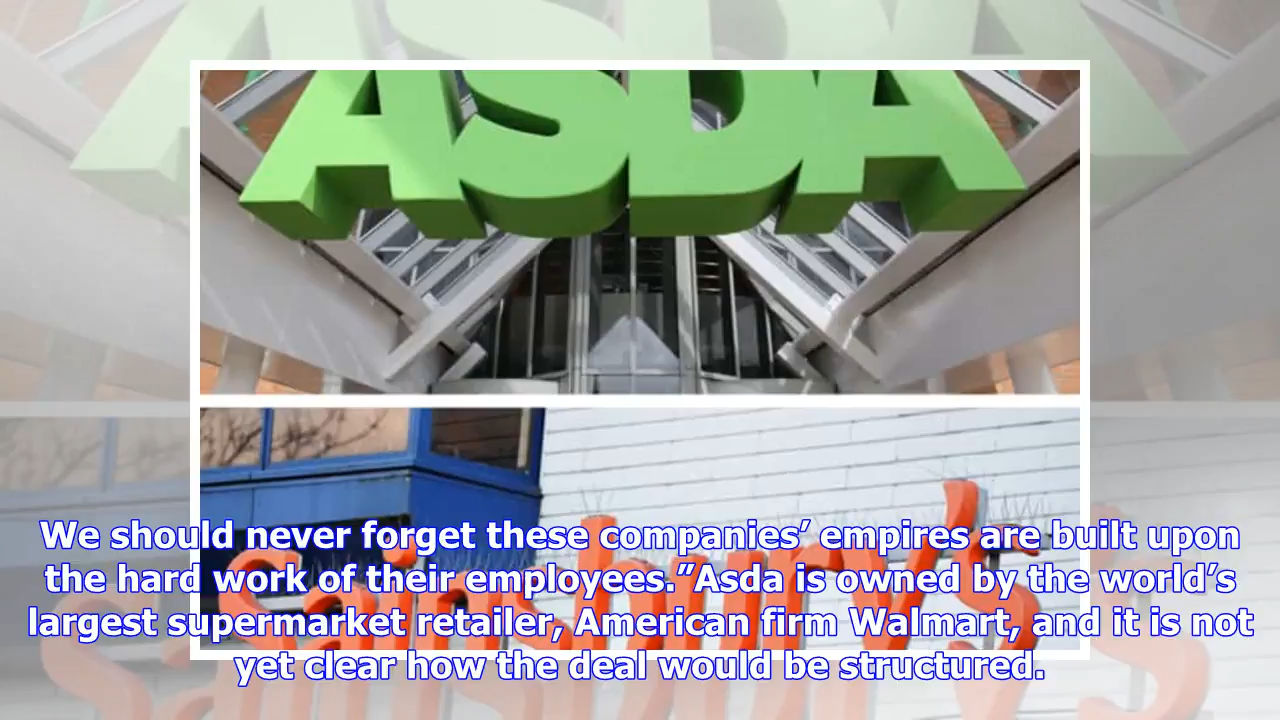 ASDA
Sainsbury's
We should never forget these companies’ empires are built upon
the hard work of their employees.”Asda is owned by the world’s
largest supermarket retailer, American firm Walmart, and it is not
yet clear how the deal would be structured.